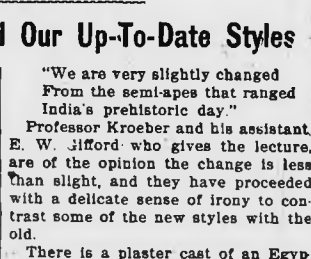 Our Up-To-Date Styles
"We are very slightly changed
From the semi-apes that ranged
India's prehistoric day."
Professor Kroeber and his assistant,
E. W. Gifford who gives the lecture,
are of the opinion the change is less
than slight, and they have proceeded
with a delicate sense of irony to con-
trast some of the new styles with the
old.
There is a plaster cast of an Egyp-